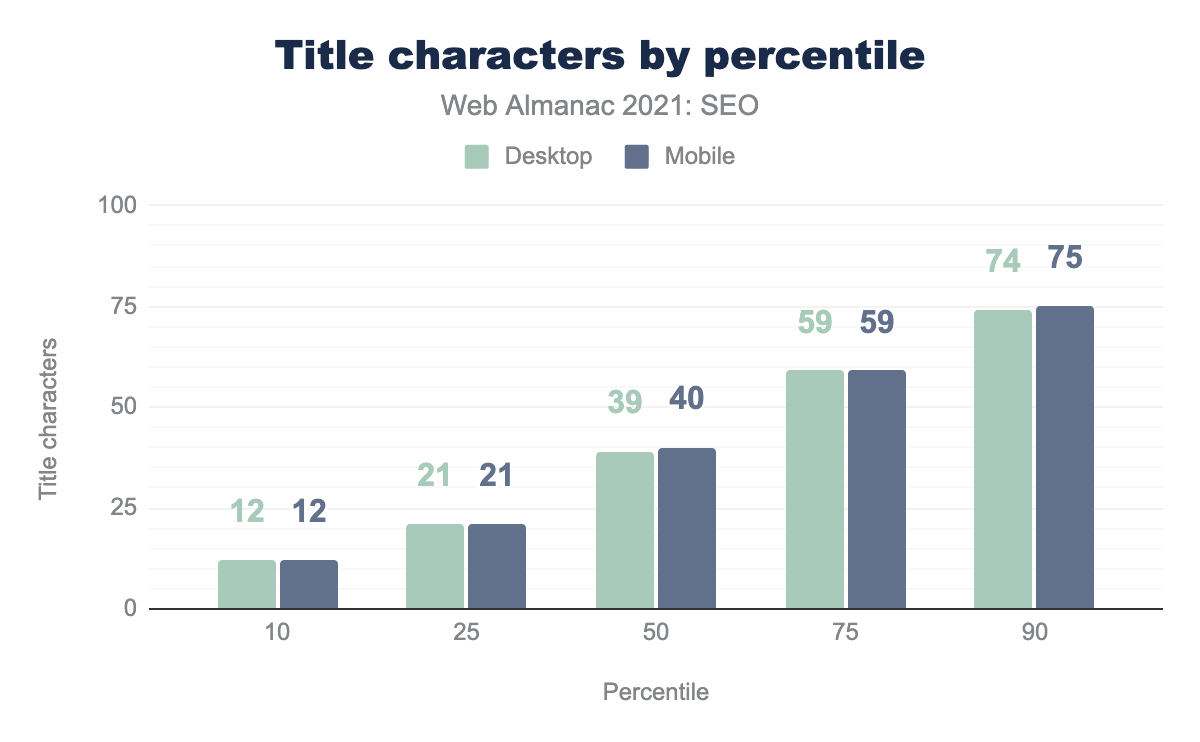 Title characters by percentile
Web Almanac 2021: SEO
Desktop Mobile
Title characters
100
75
50
25
0
12 12
21 21
39 40
59 59
74 75
10 25 50 75 90
Percentile